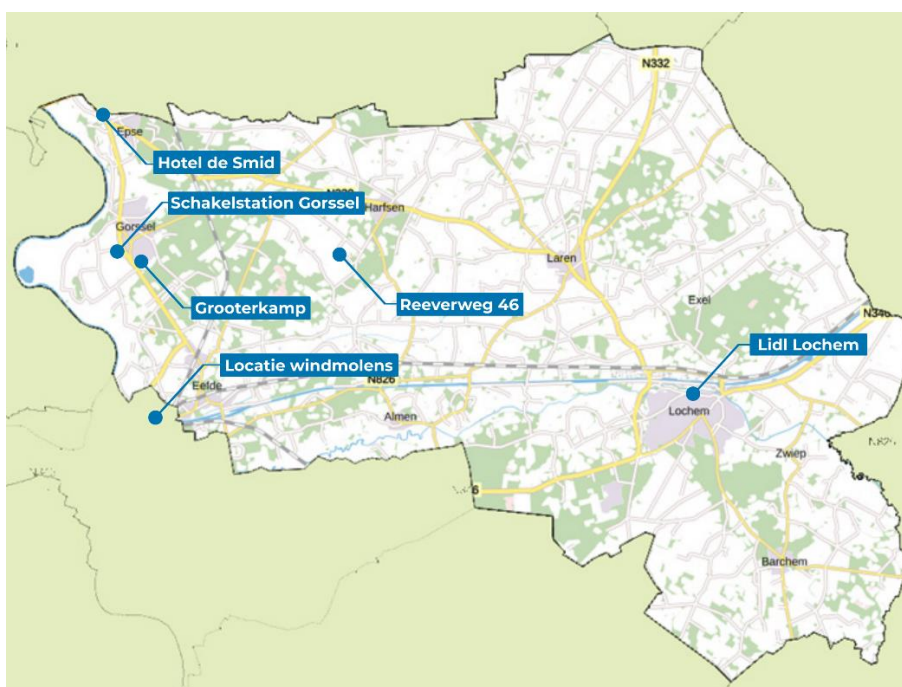 N332
Epse
Hotel de Smid
Schakelstation Gorssel
Harfsen
Gorssel
Laren
Grooterkamp
Reeverweg 46
Exel
N346
Lidl Lochem
Locatie windmolens
Eelde
N826
Almen
Lochem
Zwiep
Barchem